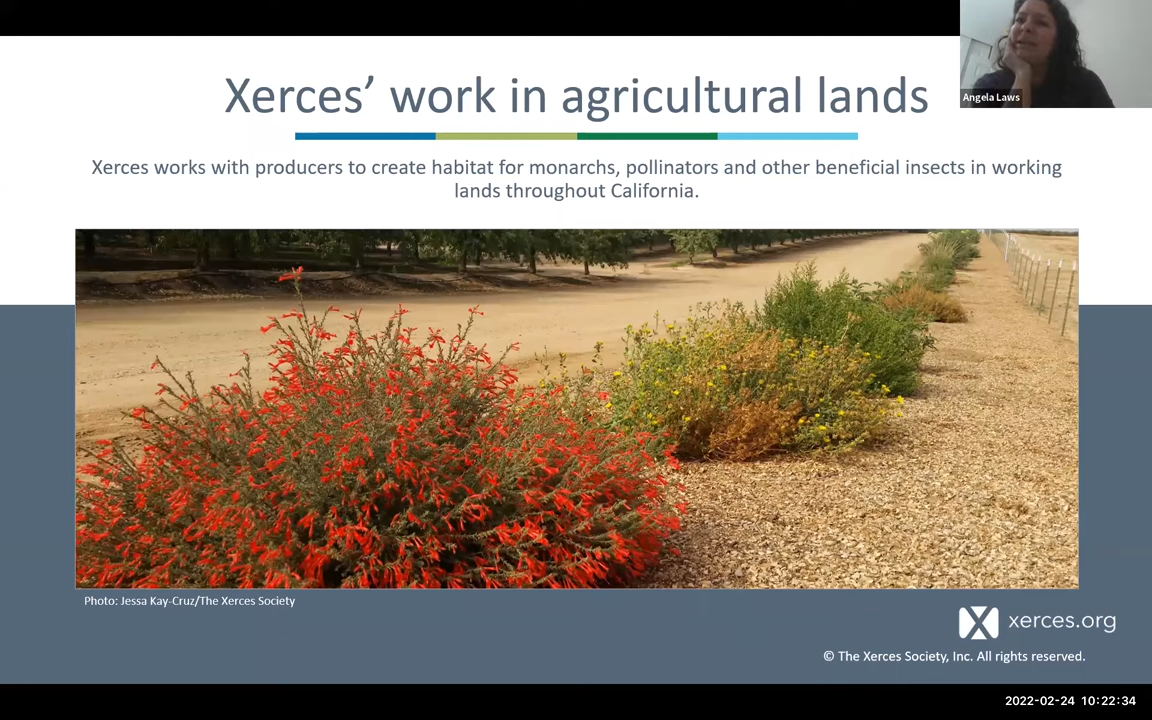 Xerces’ work in agricultural lands
Angela Laws
Xerces works with producers to create habitat for monarchs, pollinators and other beneficial insects in working
lands throughout California.
Photo: Jessa Kay-Cruz/The Xerces Society
xerces.org
© The Xerces Society, Inc. All rights reserved.
2022-02-24 10:22:34